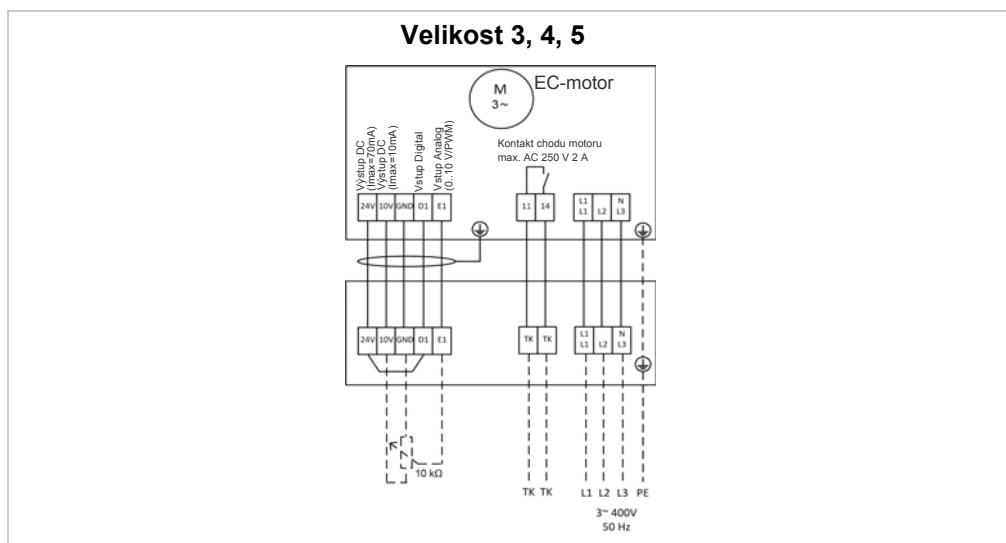 Velikost 3, 4, 5
M
3~
EC-motor
Výstup DC
(Imax=70mA)
Výstup DC
(Imax=10mA)
Vstup Digital
Vstup Analog
(0..10 V/PWM)
Kontakt chodu motoru
max. AC 250 V 2 A
24V 10V GND D1 E1
11 14
L1 N
L1 L2 L3
24V 10V GND D1 E1
TK TK
L1 N
L1 L2 L3
10 kΩ
TK TK L1 L2 L3 PE
3~ 400V
50 Hz